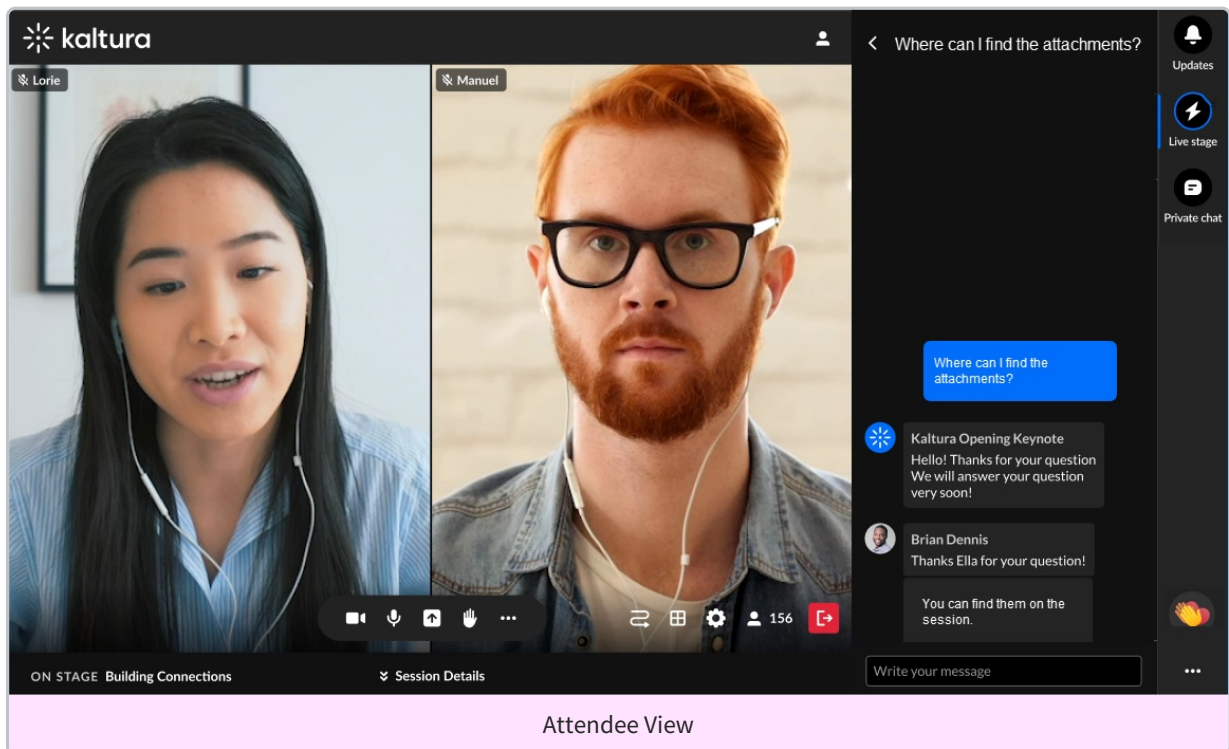 kaltura
Lorie
Manuel
156
ON STAGE Building Connections
Session Details
Where can I find the attachments?
Where can I find the
attachments?
Kaltura Opening Keynote
Hello! Thanks for your question
We will answer your question
very soon!
Brian Dennis
Thanks Ella for your question!
You can find them on the
session.
Write your message
Updates
Live stage
Private chat
Attendee View